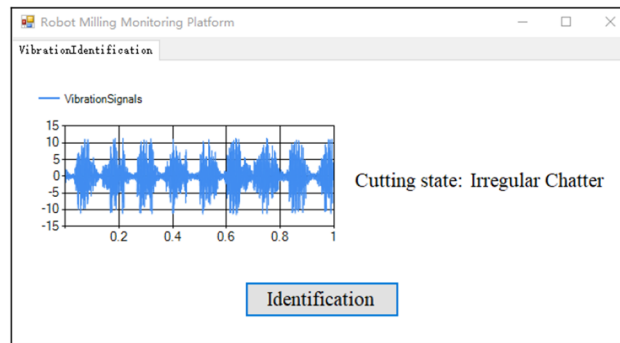 Robot Milling Monitoring Platform
VibrationIdentification
VibrationSignals
15
10
5
0
-5
-10
-15
0.2 0.4 0.6 0.8 1
Cutting state: Irregular Chatter
Identification